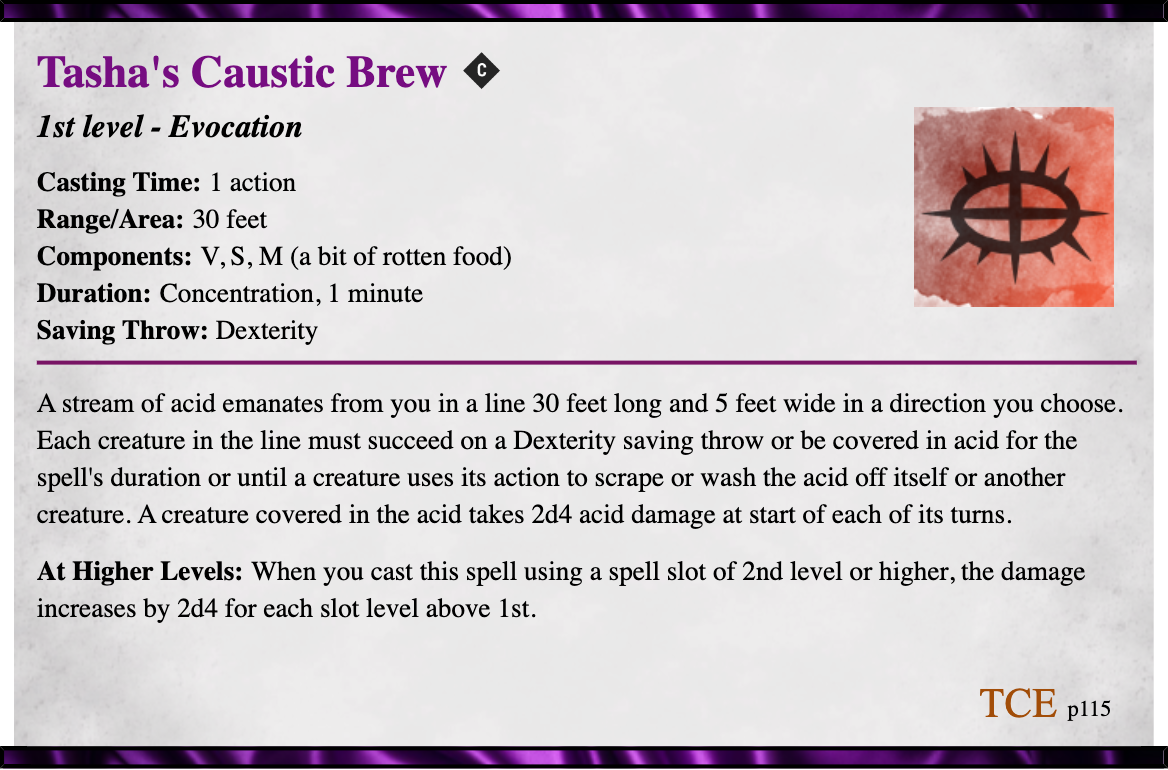 Tasha's Caustic Brew C
1st level - Evocation
Casting Time: 1 action
Range/Area: 30 feet
Components: V, S, M (a bit of rotten food)
Duration: Concentration, 1 minute
Saving Throw: Dexterity
A stream of acid emanates from you in a line 30 feet long and 5 feet wide in a direction you choose.
Each creature in the line must succeed on a Dexterity saving throw or be covered in acid for the
spell's duration or until a creature uses its action to scrape or wash the acid off itself or another
creature. A creature covered in the acid takes 2d4 acid damage at start of each of its turns.
At Higher Levels: When you cast this spell using a spell slot of 2nd level or higher, the damage
increases by 2d4 for each slot level above 1st.
TCE p115